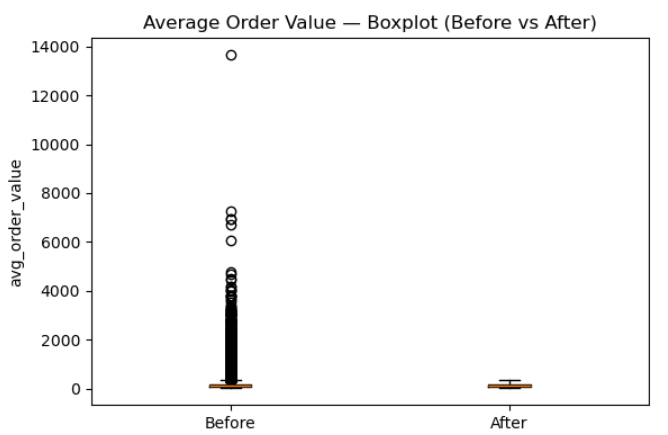 Average Order Value — Boxplot (Before vs After)
14000
12000
10000
8000
6000
4000
2000
0
avg_order_value
Before
After